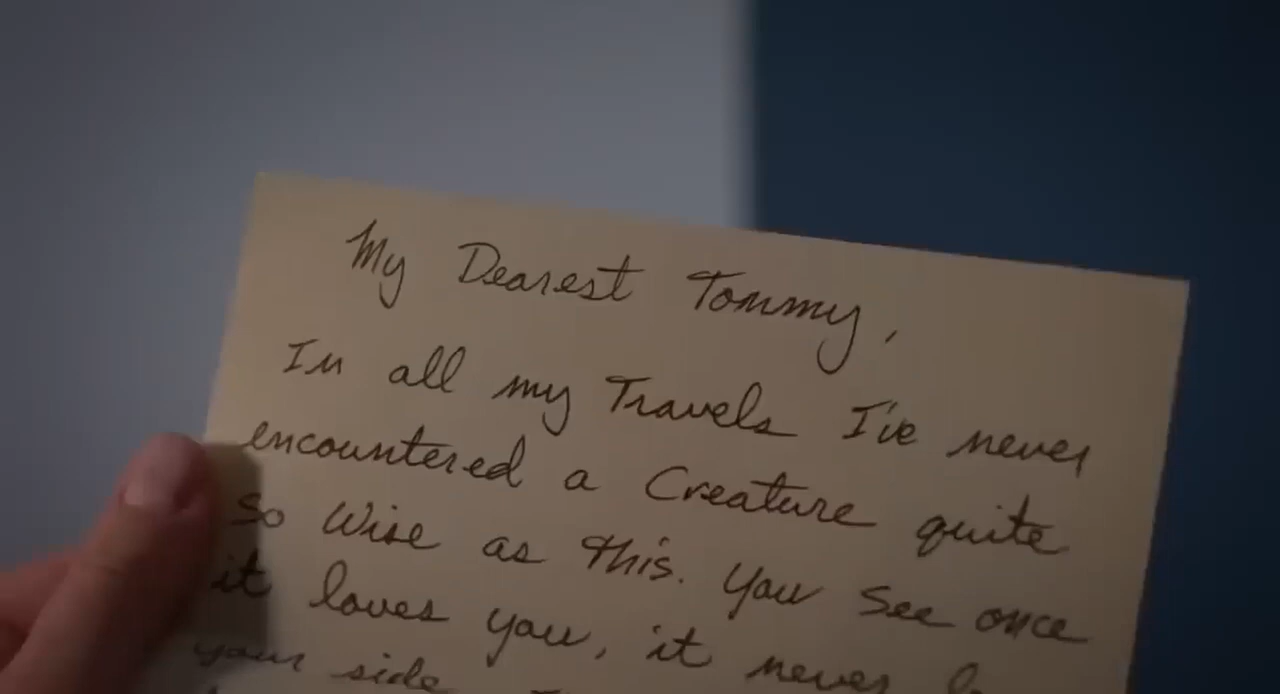 My Dearest Tommy,
In all my Travels I've never
encountered a Creature quite
so Wise as this. You see once
it loves you, it never
your side